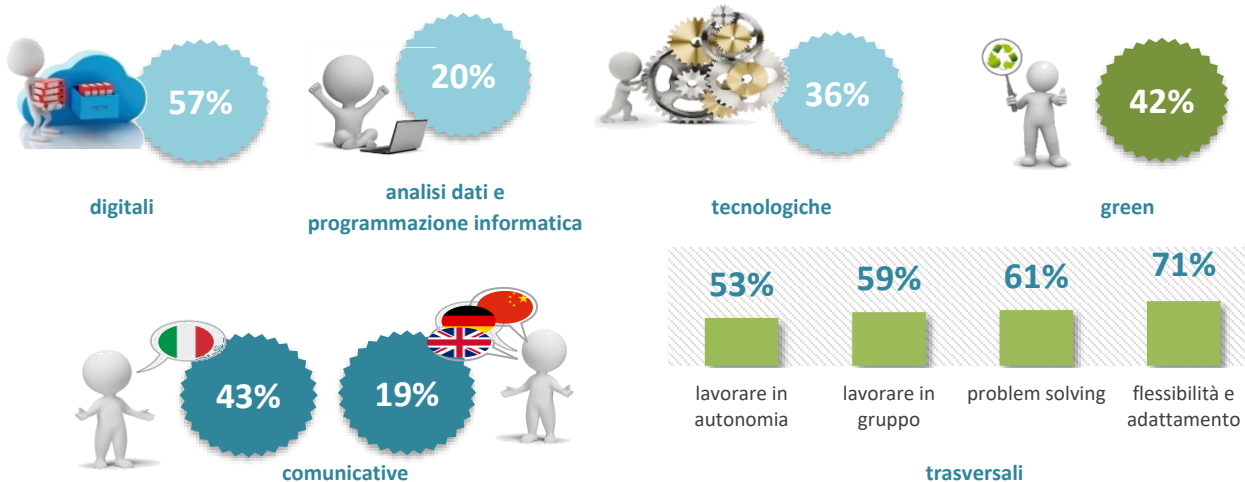 57%
20%
36%
42%
digitali
analisi dati e
programmazione informatica
tecnologiche
green
43%
19%
comunicative
53%
59%
61%
71%
lavorare in
autonomia
lavorare in
gruppo
problem solving
flessibilità e
adattamento
trasversali